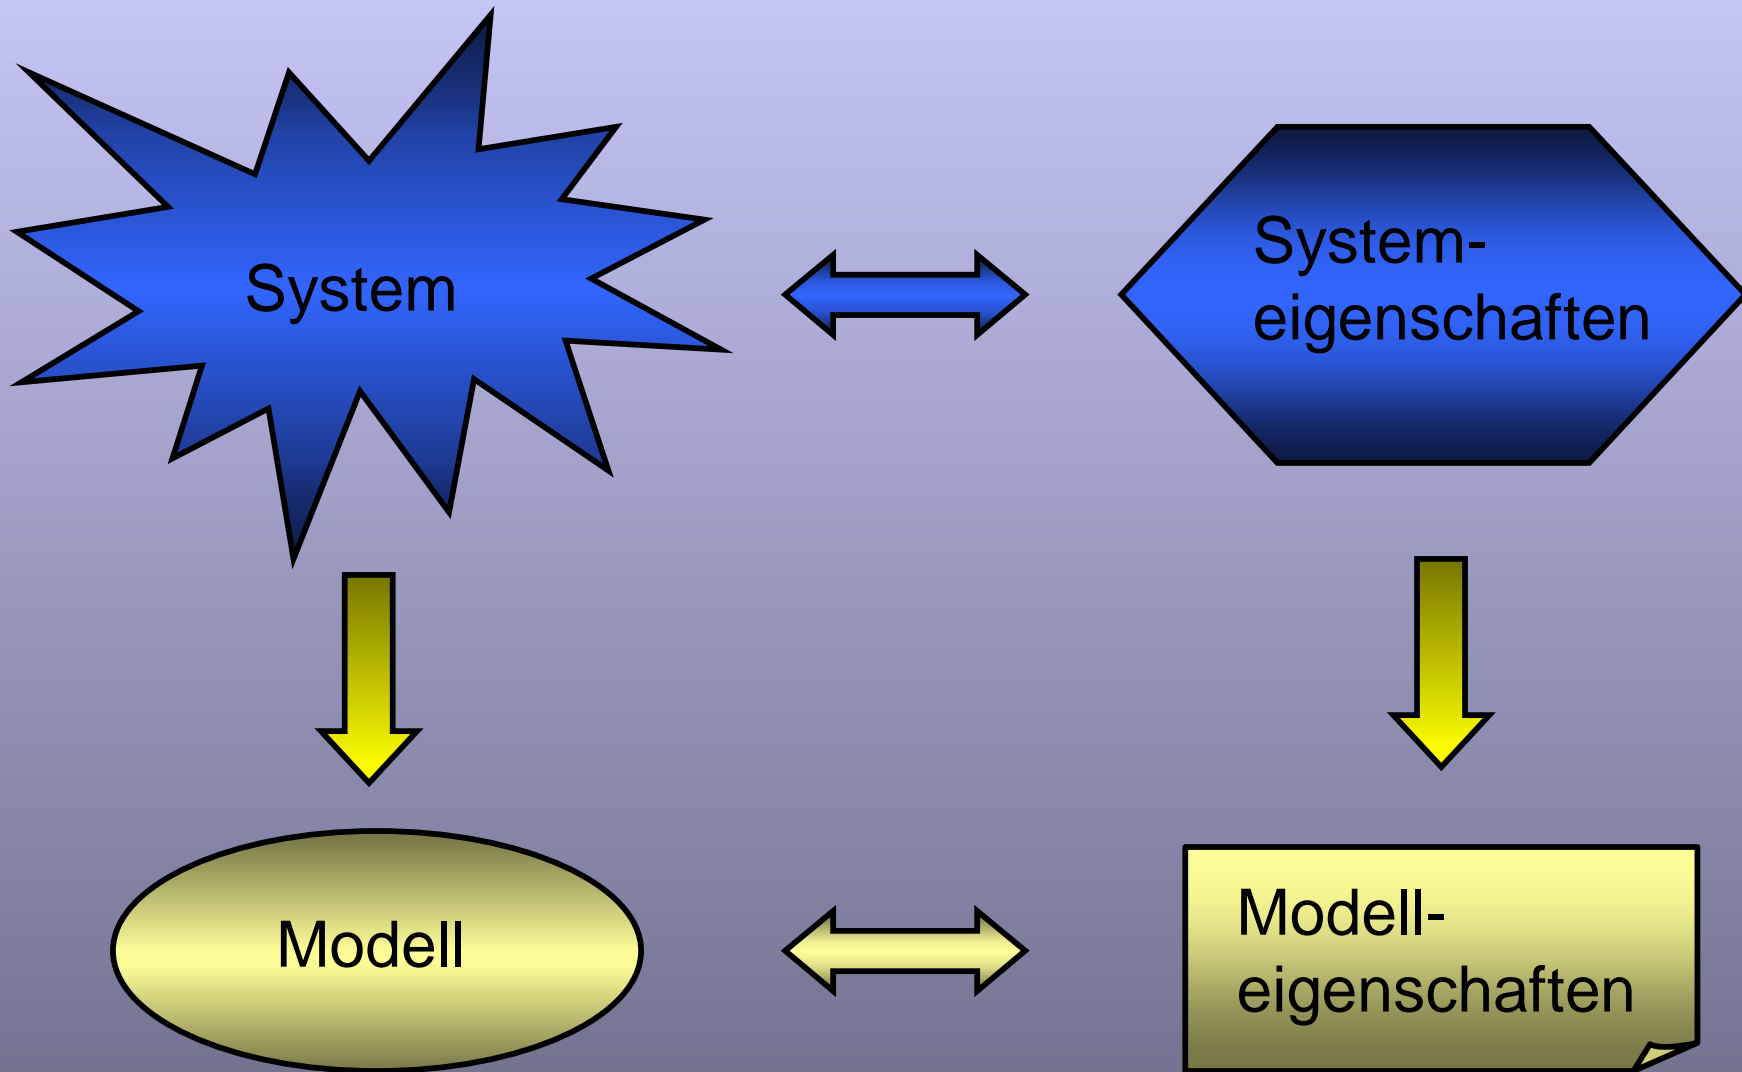 System
System-
eigenschaften
Modell
Modell-
eigenschaften